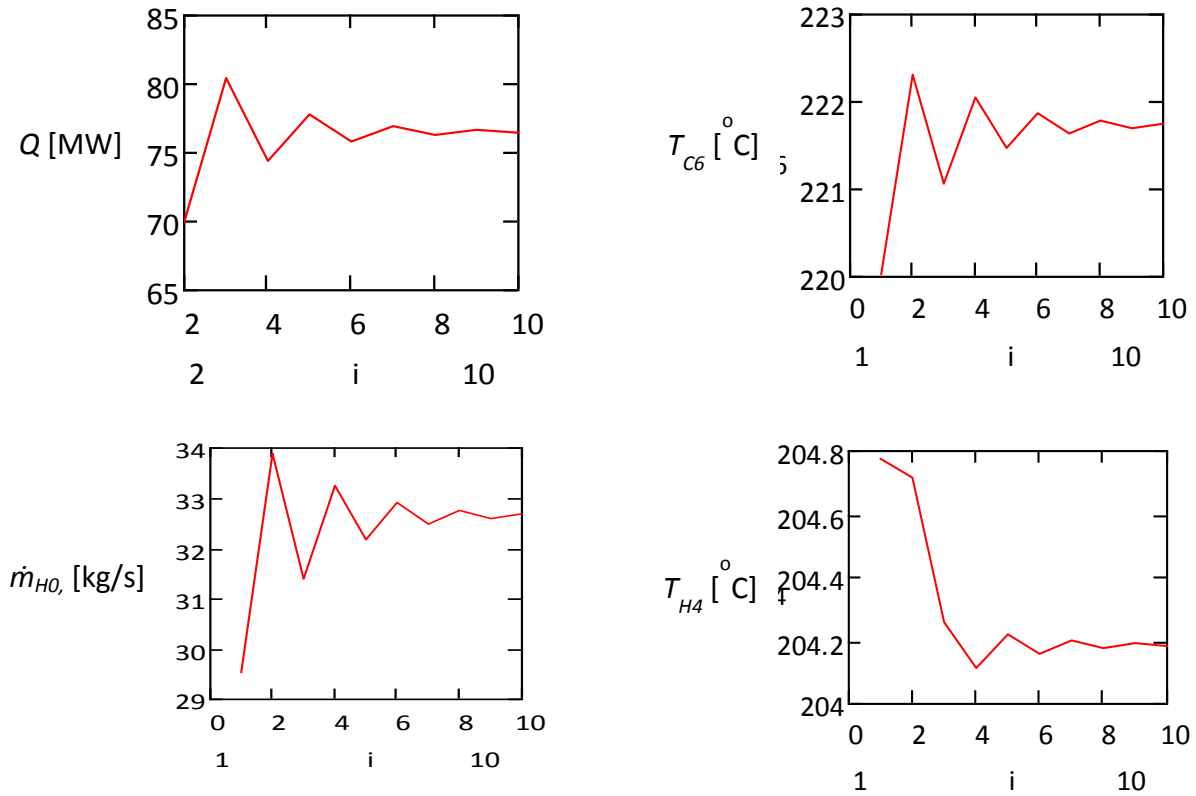 85
80
Q [MW]
75
70
65
2 4 6 8 10
2 i 10
223
222
T_C6 [°C] 6
221
220
0 2 4 6 8 10
1 i 10
34
33
32
ṁ_H0, [kg/s]
31
30
29
0 2 4 6 8 10
1 i 10
204.8
204.6
204.4
T_H4 [°C] 4
204.2
204
0 2 4 6 8 10
1 i 10